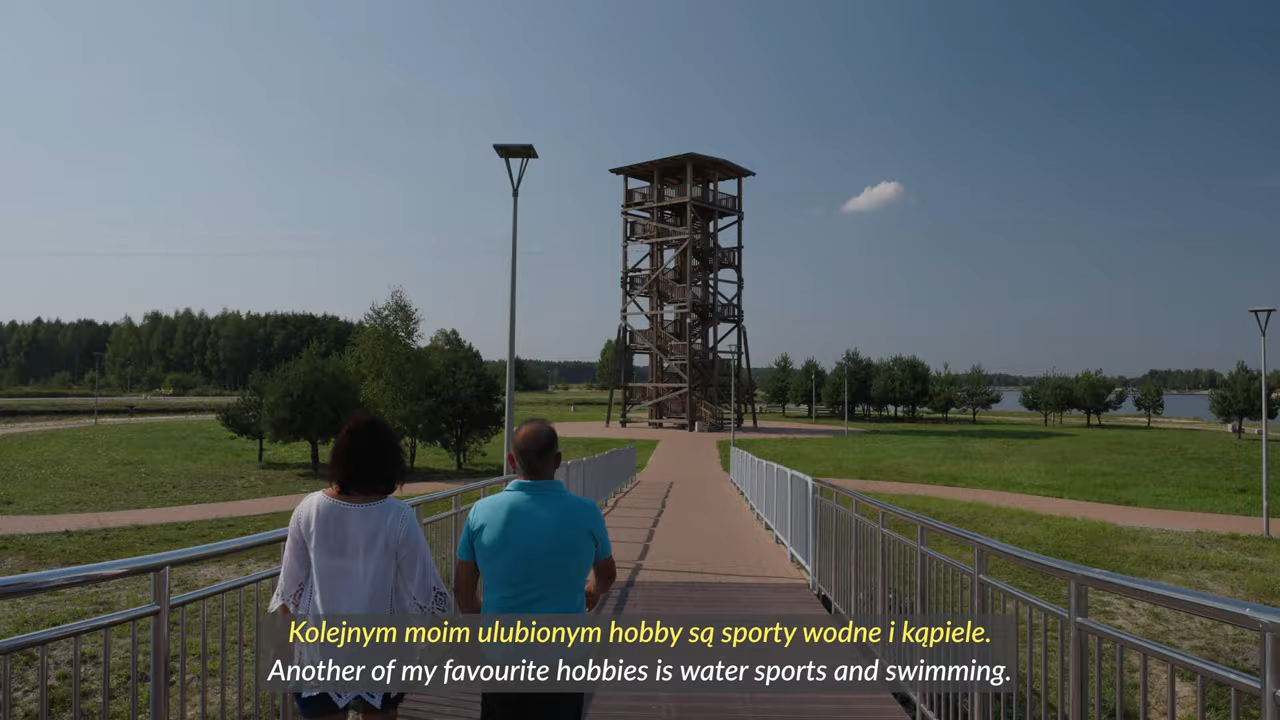 Kolejnym moim ulubionym hobby są sporty wodne i kąpiele.
Another of my favourite hobbies is water sports and swimming.